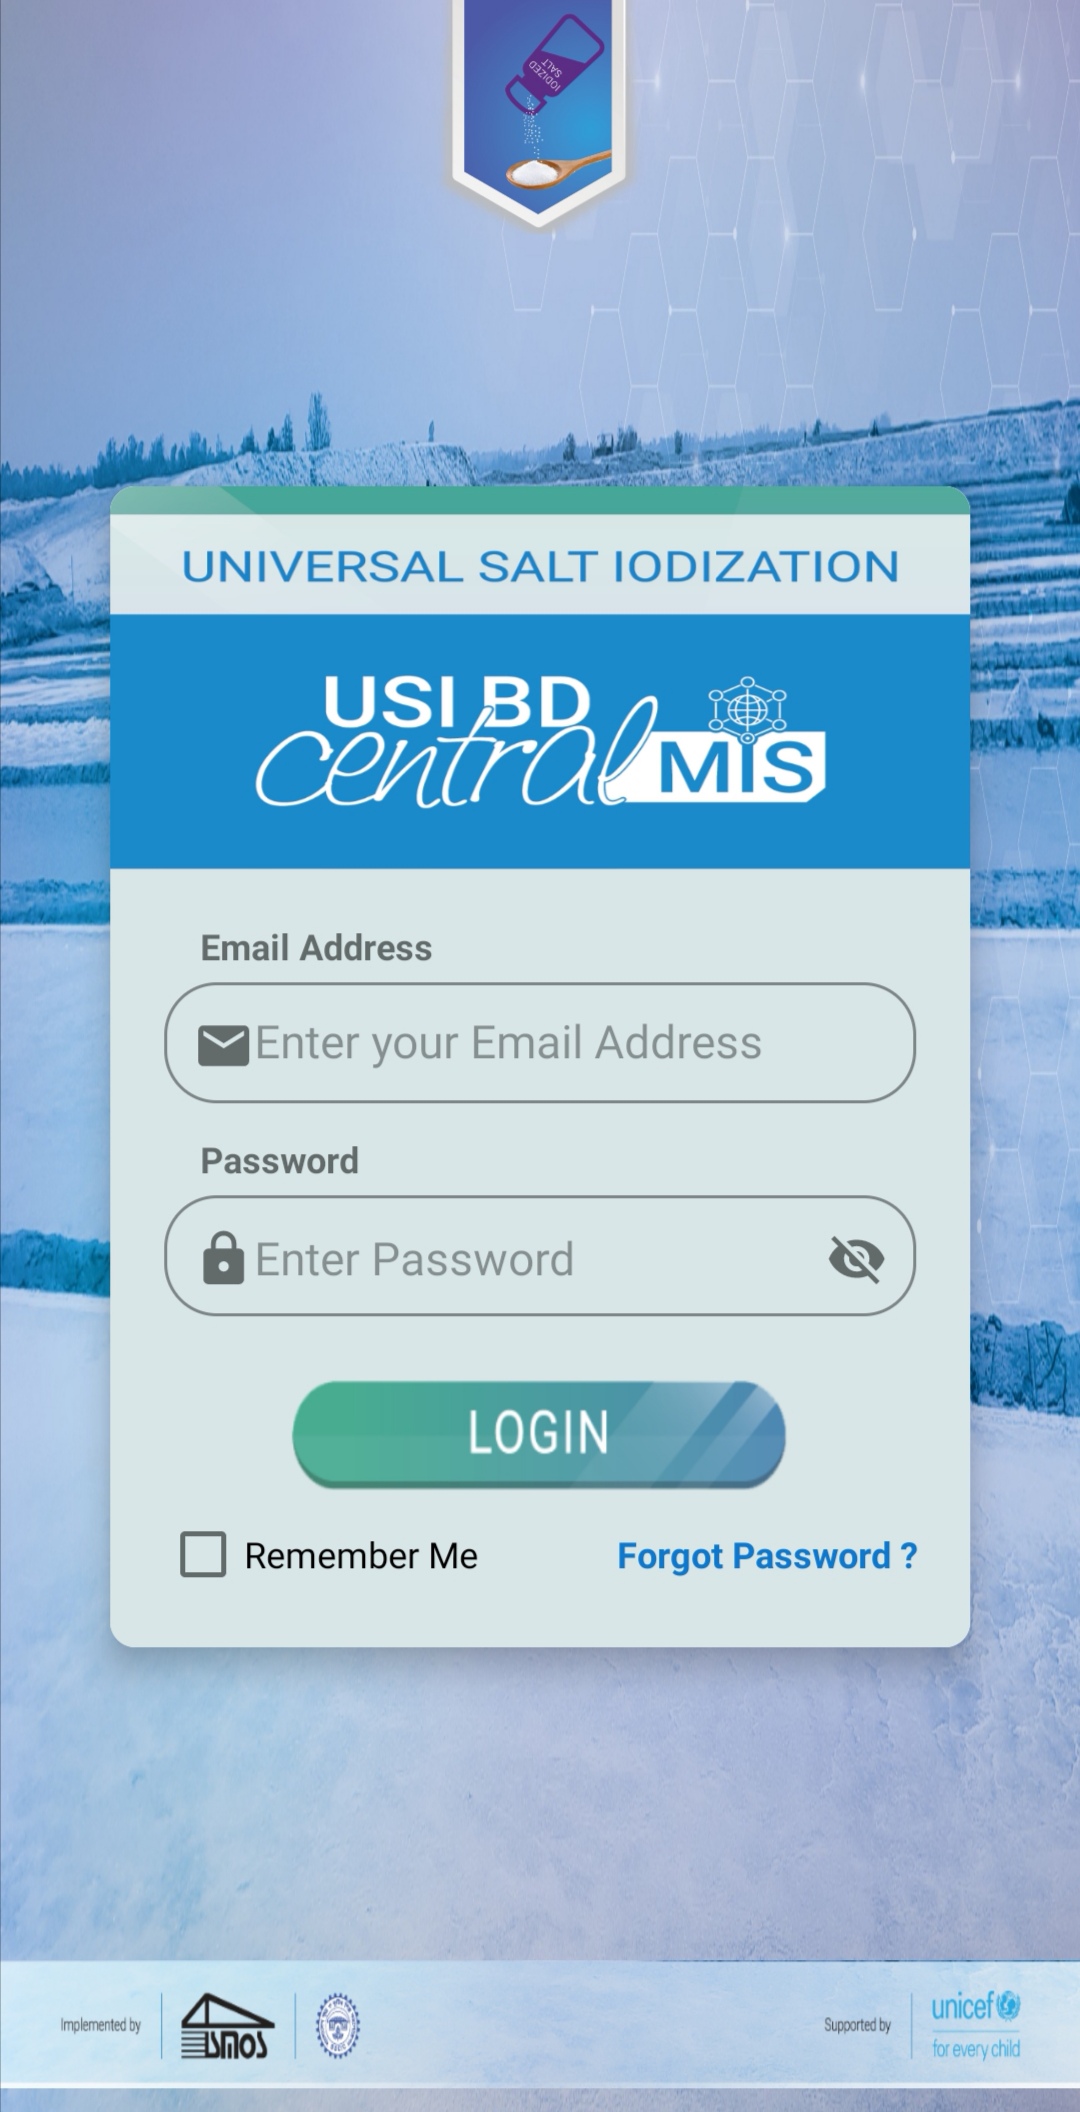 IODIZED
SALT
UNIVERSAL SALT IODIZATION
USI BD
central MIS
Email Address
Enter your Email Address
Password
Enter Password
LOGIN
Remember Me
Forgot Password ?
Implemented by
Supported by
unicef
for every child